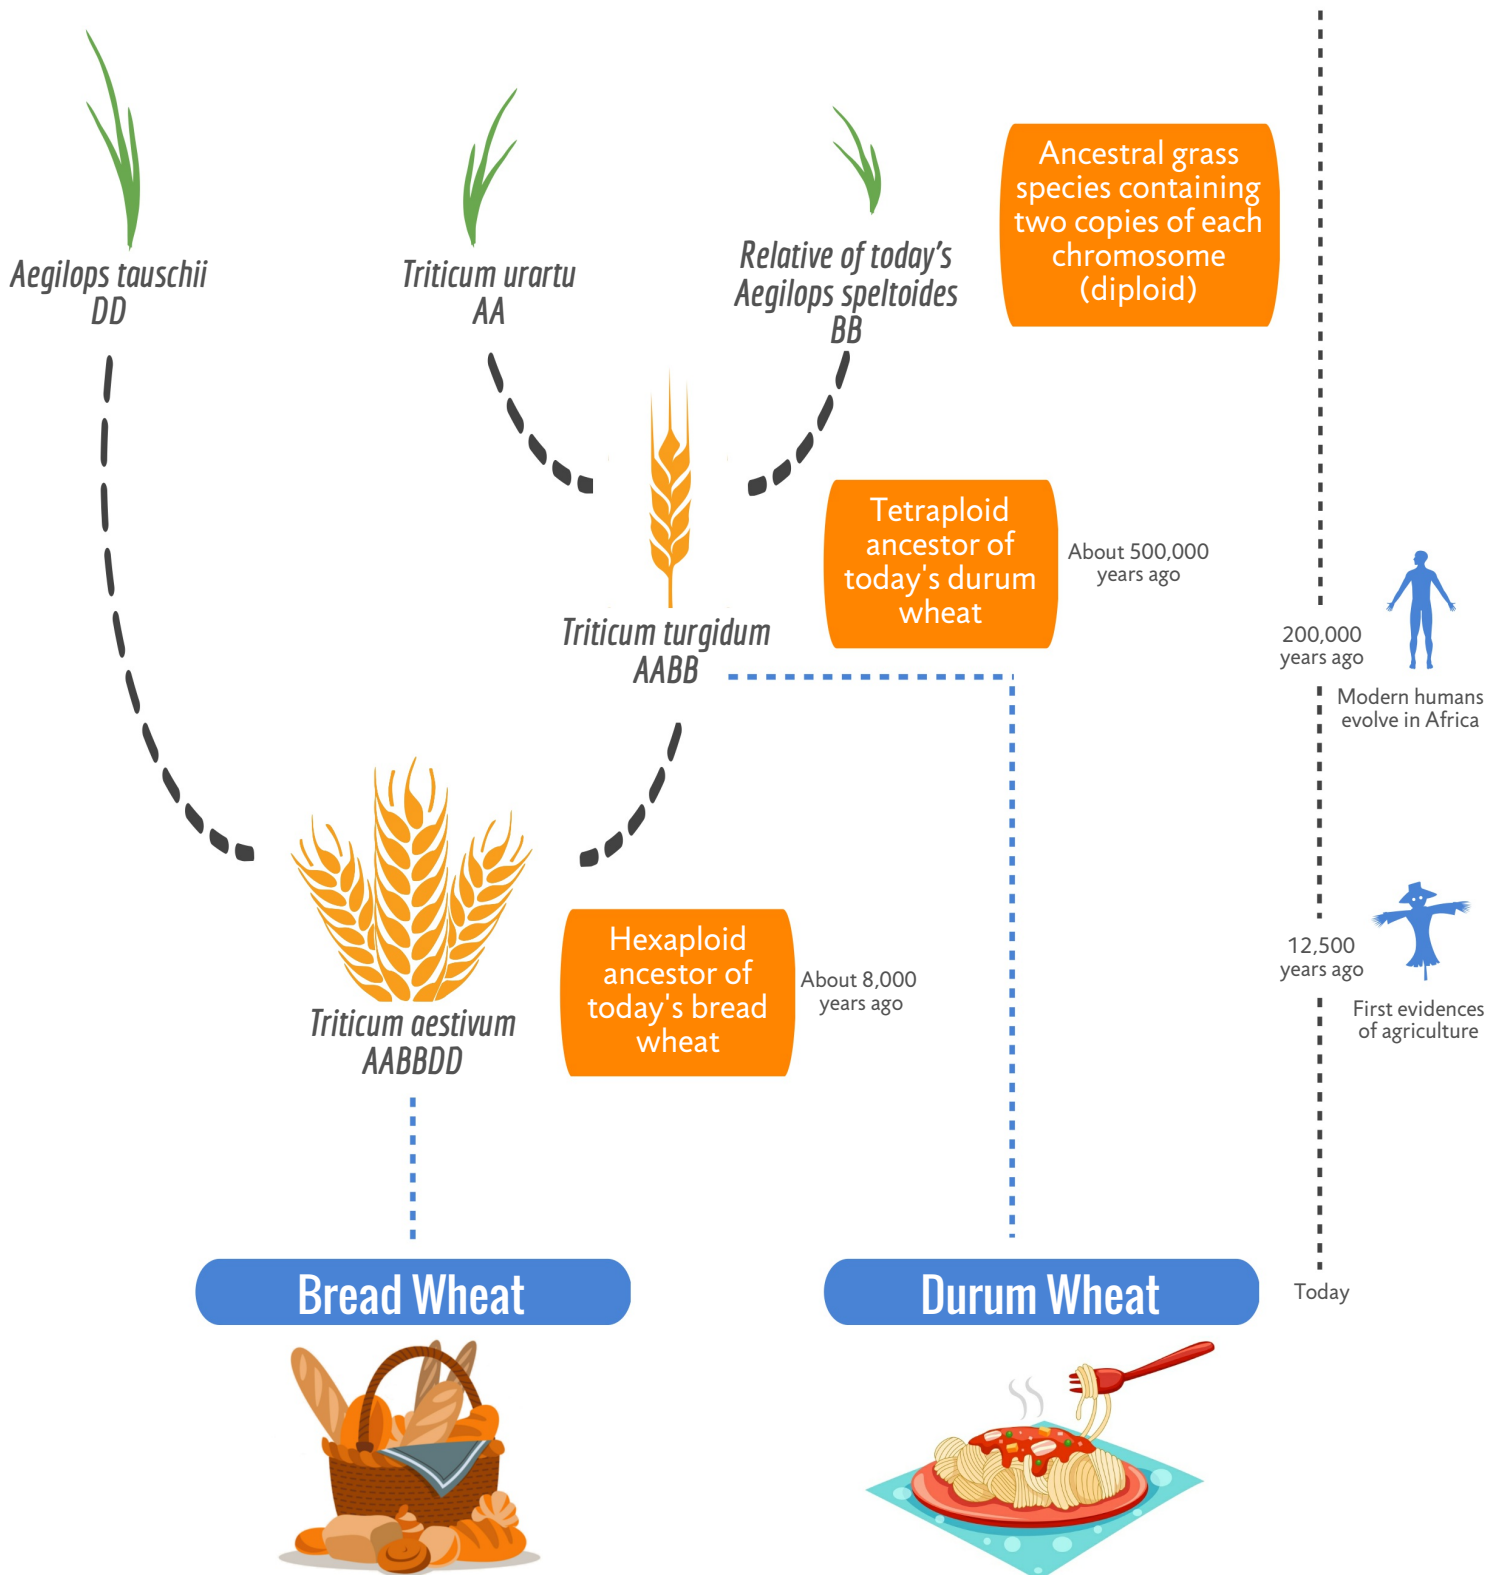 Aegilops tauschii
DD
Triticum urartu
AA
Relative of today's
Aegilops speltoides
BB
Ancestral grass
species containing
two copies of each
chromosome
(diploid)
Triticum turgidum
AABB
Tetraploid
ancestor of
today's durum
wheat
About 500,000
years ago
200,000
years ago
Modern humans
evolve in Africa
Triticum aestivum
AABBDD
Hexaploid
ancestor of
today's bread
wheat
About 8,000
years ago
12,500
years ago
First evidences
of agriculture
Bread Wheat
Durum Wheat
Today